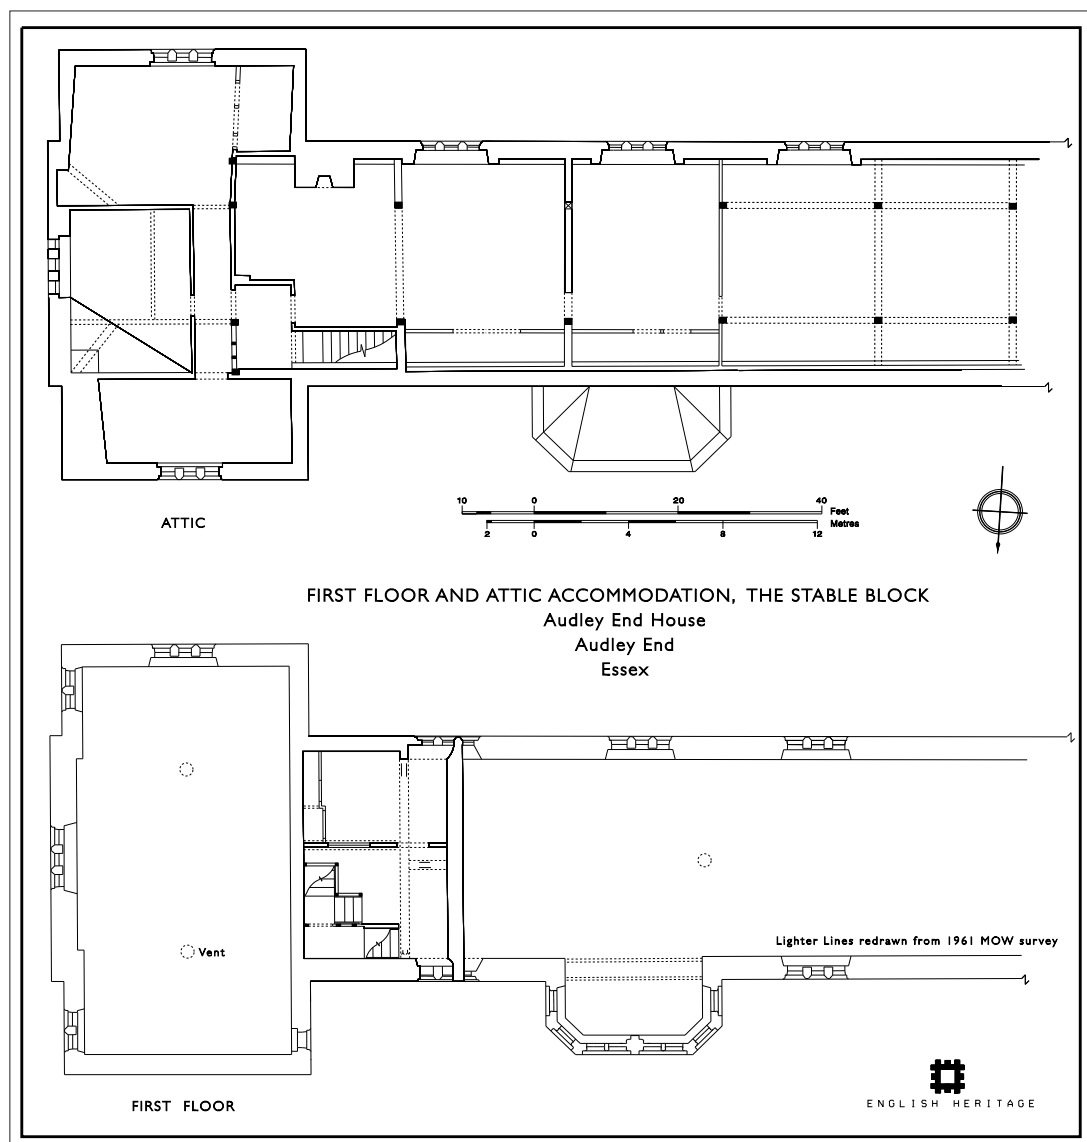 ATTIC
10 0 20 40 Feet
2 0 4 8 12 Metres
FIRST FLOOR AND ATTIC ACCOMMODATION, THE STABLE BLOCK
Audley End House
Audley End
Essex
Vent
Lighter Lines redrawn from 1961 MOW survey
FIRST FLOOR
ENGLISH HERITAGE